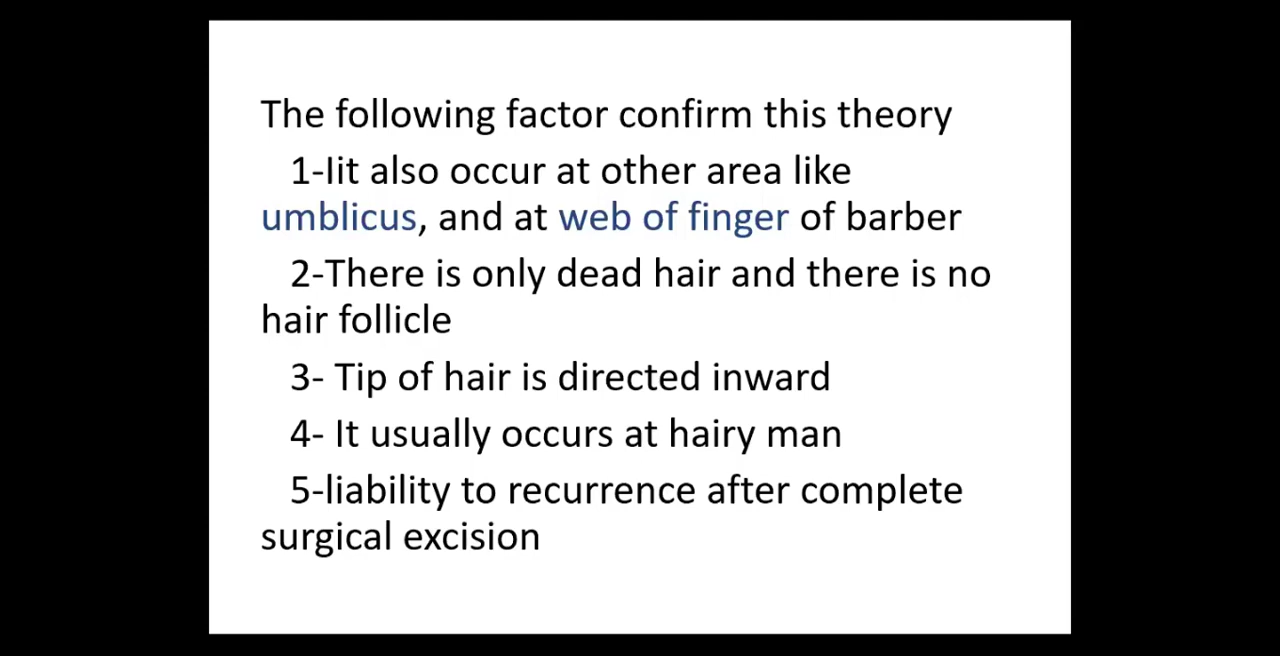 The following factor confirm this theory
1-Iit also occur at other area like
umblicus, and at web of finger of barber
2-There is only dead hair and there is no
hair follicle
3- Tip of hair is directed inward
4- It usually occurs at hairy man
5-liability to recurrence after complete
surgical excision